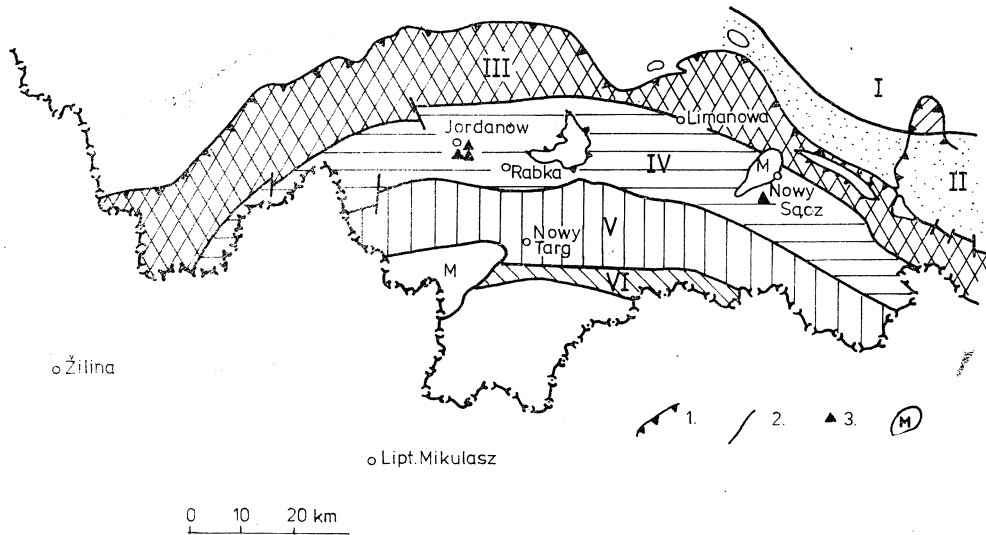 III
I
Limanowa
Jordanów
IV
M
II
Rabka
Nowy
Sącz
V
Nowy
Targ
M
VI
Žilina
1.
2.
3.
M
Lipt. Mikulasz
0 10 20 km